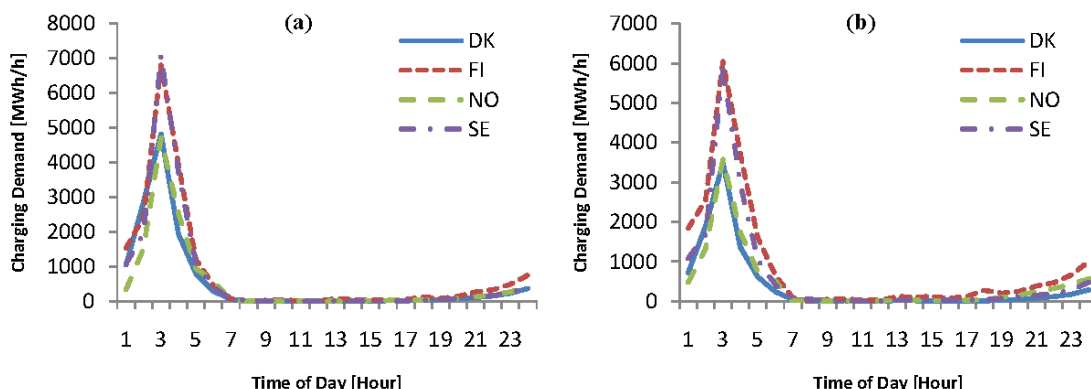 (a)
Charging Demand [MWh/h]
8000
7000
6000
5000
4000
3000
2000
1000
0
DK
FI
NO
SE
1 3 5 7 9 11 13 15 17 19 21 23
Time of Day [Hour]
(b)
Charging Demand [MWh/h]
7000
6000
5000
4000
3000
2000
1000
0
DK
FI
NO
SE
1 3 5 7 9 11 13 15 17 19 21 23
Time of Day [Hour]